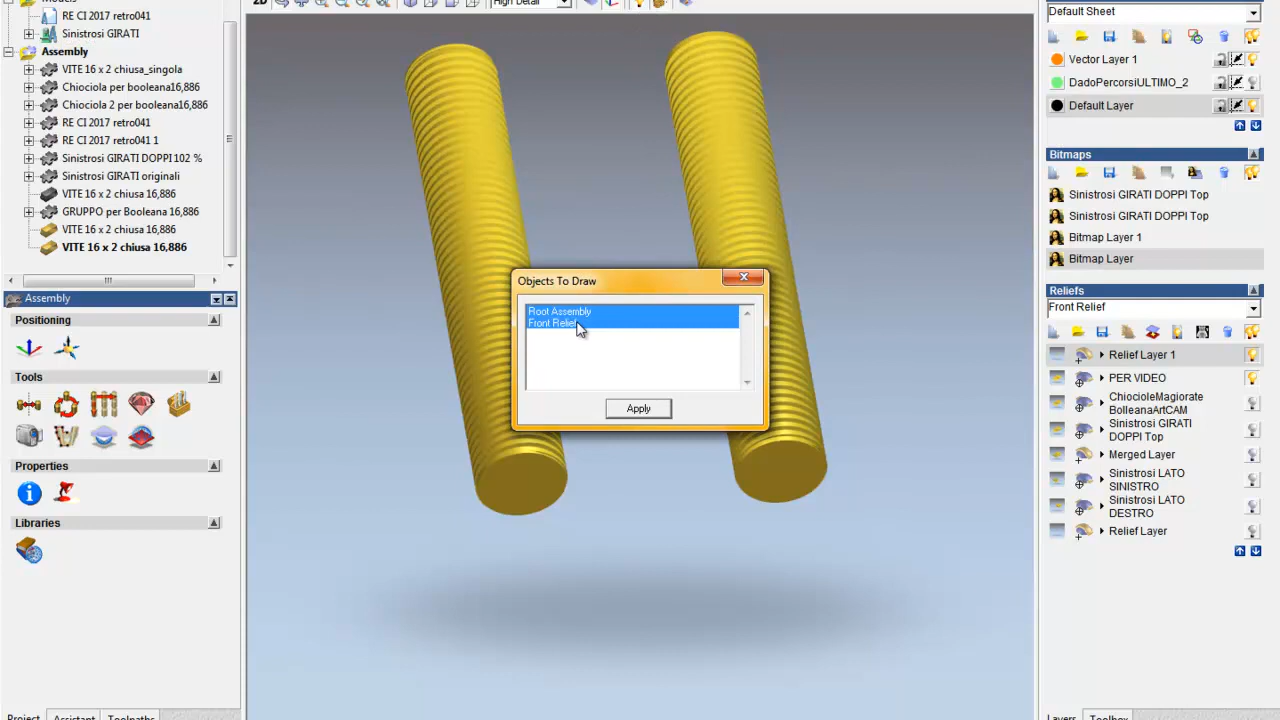 2D
High Detail
Models
RE CI 2017 retro041
Sinistrosi GIRATI
Assembly
VITE 16 x 2 chiusa_singola
Chiociola per booleana16,886
Chiociola 2 per booleana16,886
RE CI 2017 retro041
RE CI 2017 retro041 1
Sinistrosi GIRATI DOPPI 102 %
Sinistrosi GIRATI originali
VITE 16 x 2 chiusa 16,886
GRUPPO per Booleana 16,886
VITE 16 x 2 chiusa 16,886
VITE 16 x 2 chiusa 16,886
Assembly
Positioning
Tools
Properties
Libraries
Project
Assistant
Toolpaths
Objects To Draw
Root Assembly
Front Relief
Apply
Default Sheet
Vector Layer 1
DadoPercorsiULTIMO_2
Default Layer
Bitmaps
Sinistrosi GIRATI DOPPI Top
Sinistrosi GIRATI DOPPI Top
Bitmap Layer 1
Bitmap Layer
Reliefs
Front Relief
Relief Layer 1
PER VIDEO
ChiocioleMagiorate
BolleanaArtCAM
Sinistrosi GIRATI
DOPPI Top
Merged Layer
Sinistrosi LATO
SINISTRO
Sinistrosi LATO
DESTRO
Relief Layer
Layers
Toolbox